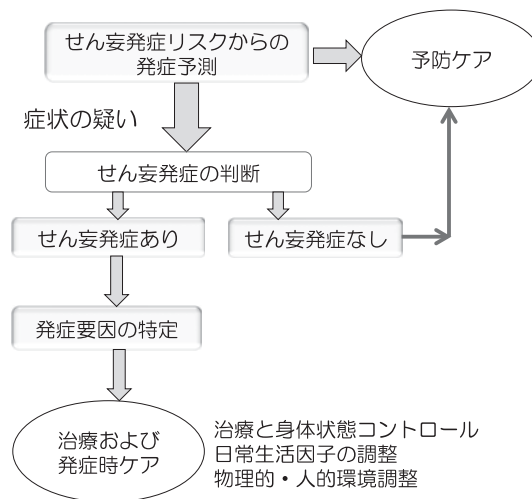 せん妄発症リスクからの
発症予測
予防ケア
症状の疑い
せん妄発症の判断
せん妄発症あり
せん妄発症なし
発症要因の特定
治療および
発症時ケア
治療と身体状態コントロール
日常生活因子の調整
物理的・人的環境調整